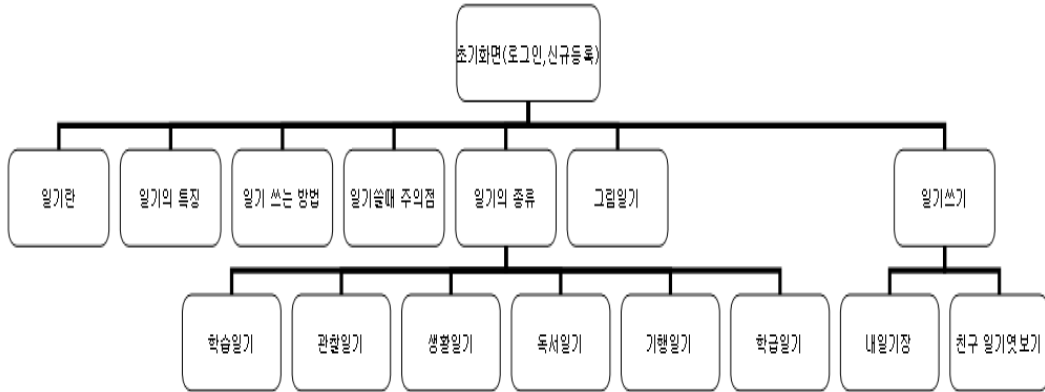 초기화면(로그인,신규등록)
일기란
일기의 특징
일기 쓰는 방법
일기쓸때 주의점
일기의 종류
그림일기
일기쓰기
학습일기
관찰일기
생활일기
독서일기
기행일기
학급일기
내일기장
친구 일기엿보기